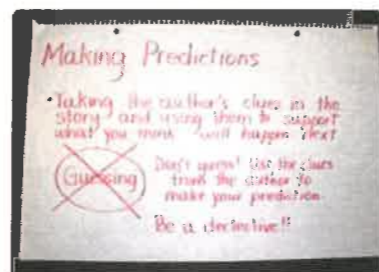 Making Predictions
• Taking the author's clues in the
story and using them to support
what you think will happen next
Guessing
Don't guess! Use the clues
from the author to
make your prediction
Be a detective!!